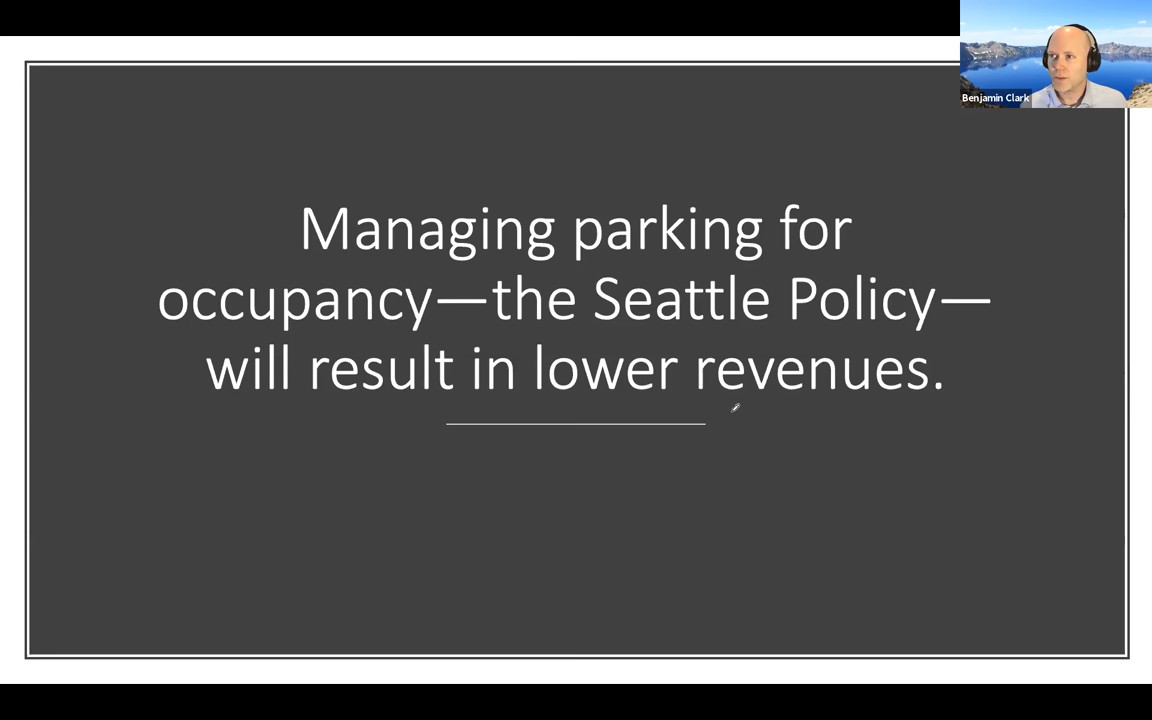 Benjamin Clark
Managing parking for
occupancy—the Seattle Policy—
will result in lower revenues.